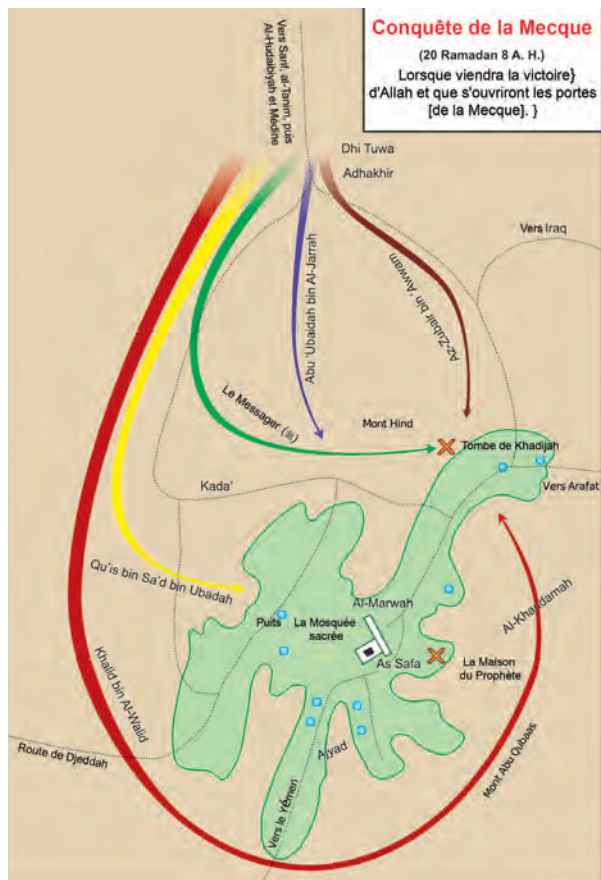 Conquête de la Mecque
(20 Ramadan 8 A. H.)
Lorsque viendra la victoire}
d'Allah et que s'ouvriront les portes
[de la Mecque]. }
Vers Sarif, al-Tanim, puis
Al-Hudaibiyah et Médine
Dhi Tuwa
Adhakhir
Vers Iraq
Abu 'Ubaidah bin Al-Jarrah
Az-Zubair bin 'Awwam
Le Messager (ﷺ)
Mont Hind
Tombe de Khadijah
Kada'
Vers Arafat
Qu'is bin Sa'd bin Ubadah
Al-Marwah
Al-Khandamah
Puits
La Mosquée
sacrée
As Safa
La Maison
du Prophète
Khalid bin Al-Walid
Route de Djeddah
Ajyad
Mont Abu Qubaas
Vers le Yémen